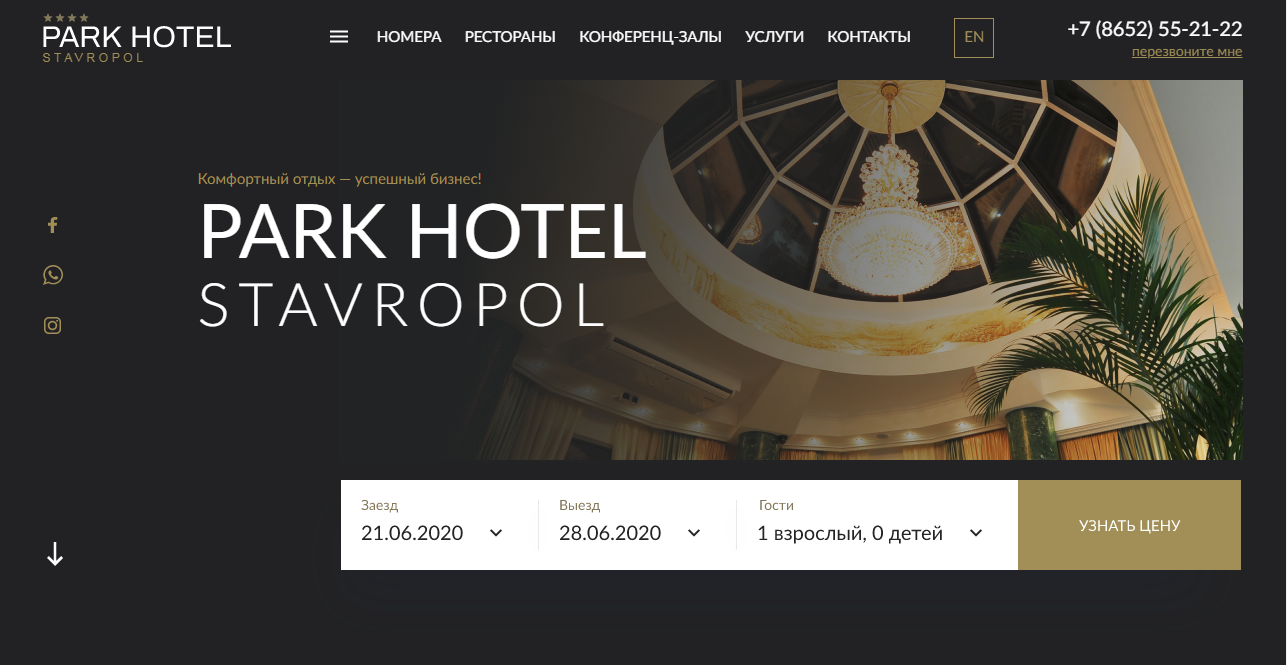 PARK HOTEL
STAVROPOL
НОМЕРА РЕСТОРАНЫ КОНФЕРЕНЦ-ЗАЛЫ УСЛУГИ КОНТАКТЫ
EN
+7 (8652) 55-21-22
перезвоните мне
Комфортный отдых — успешный бизнес!
PARK HOTEL
STAVROPOL
Заезд Выезд Гости
21.06.2020 28.06.2020 1 взрослый, 0 детей
УЗНАТЬ ЦЕНУ